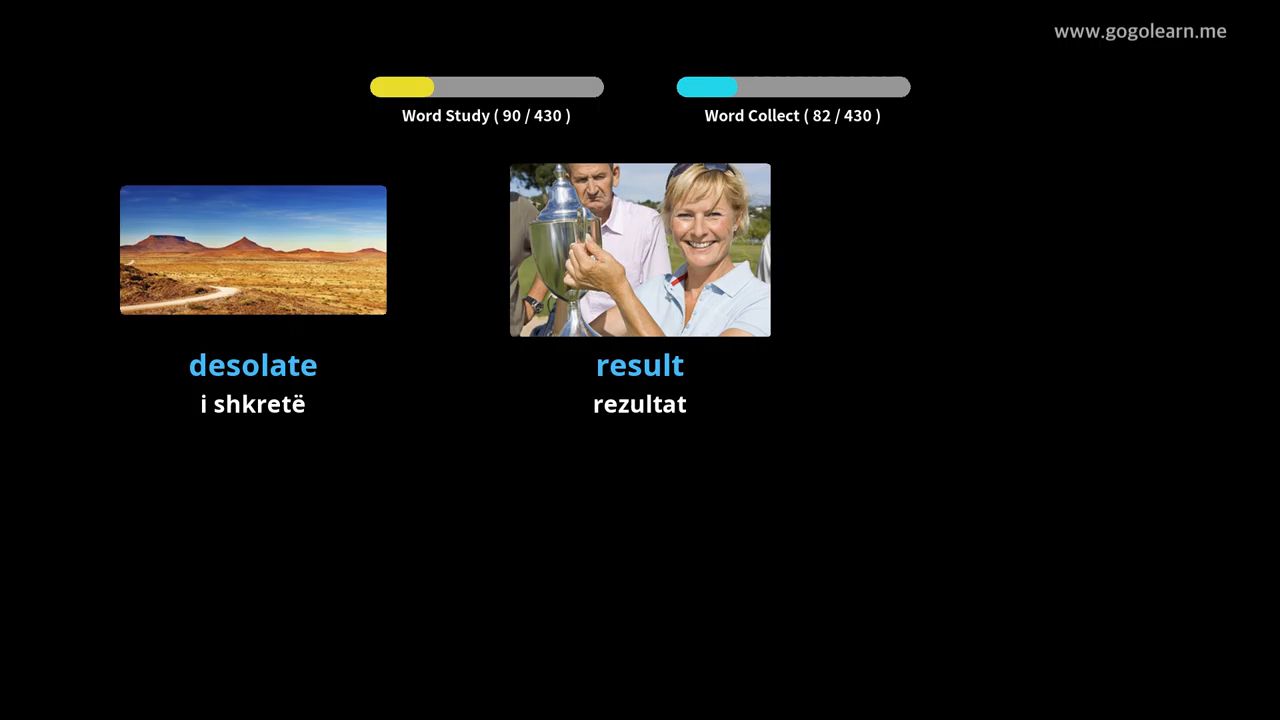 www.gogolearn.me
Word Study ( 90 / 430 )
Word Collect ( 82 / 430 )
desolate
i shkretë
result
rezultat